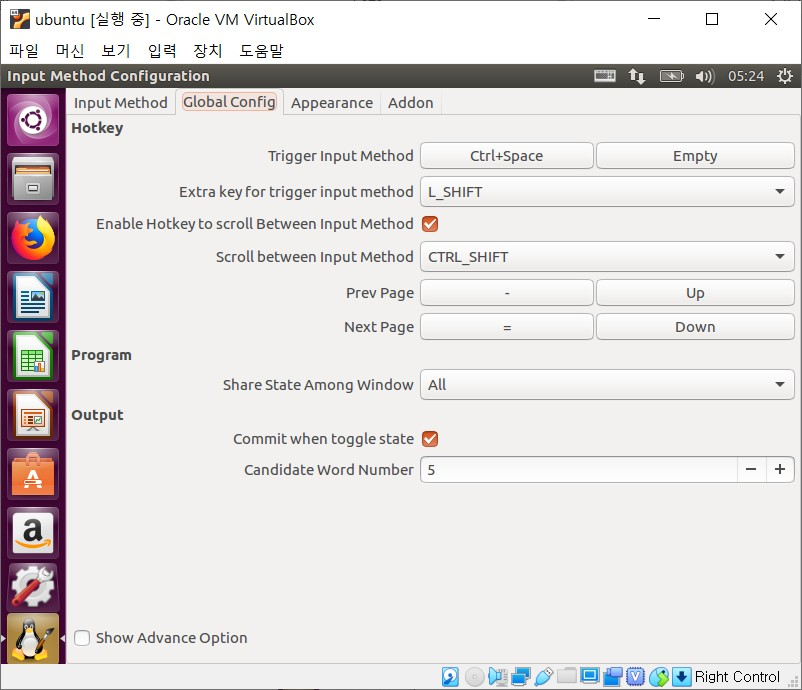 ubuntu [실행 중] - Oracle VM VirtualBox
파일 머신 보기 입력 장치 도움말
Input Method Configuration 05:24
Input Method Global Config Appearance Addon
Hotkey
Trigger Input Method Ctrl+Space Empty
Extra key for trigger input method L_SHIFT
Enable Hotkey to scroll Between Input Method
Scroll between Input Method CTRL_SHIFT
Prev Page - Up
Next Page = Down
Program
Share State Among Window All
Output
Commit when toggle state
Candidate Word Number 5 − +
Show Advance Option
Right Control